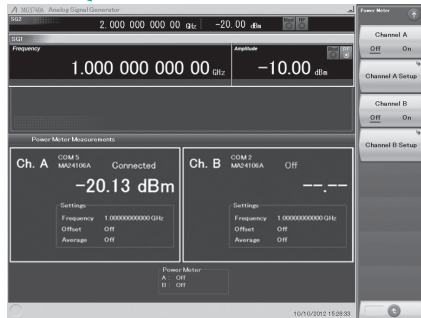 MG3740A Analog Signal Generator
SG2
2. 000 000 000 00 GHz -20. 00 dBm
SG1
Frequency
1.000 000 000 00 GHz
Amplitude
-10.00 dBm
Power Meter Measurements
Ch. A COM 5 MA24106A Connected
-20.13 dBm
Settings
Frequency 1.00000000000 GHz
Offset Off
Average Off
Ch. B COM 2 MA24106A Off
---.--
Settings
Frequency 1.00000000000 GHz
Offset Off
Average Off
Power Meter
A : Off
B : Off
10/10/2012 15:28:33
Power Meter
Channel A
Off On
Channel A Setup
Channel B
Off On
Channel B Setup